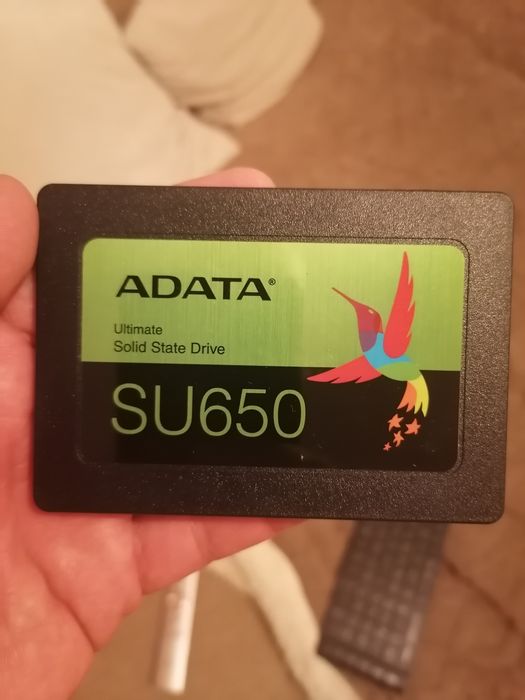 ADATA®
Ultimate
Solid State Drive
SU650